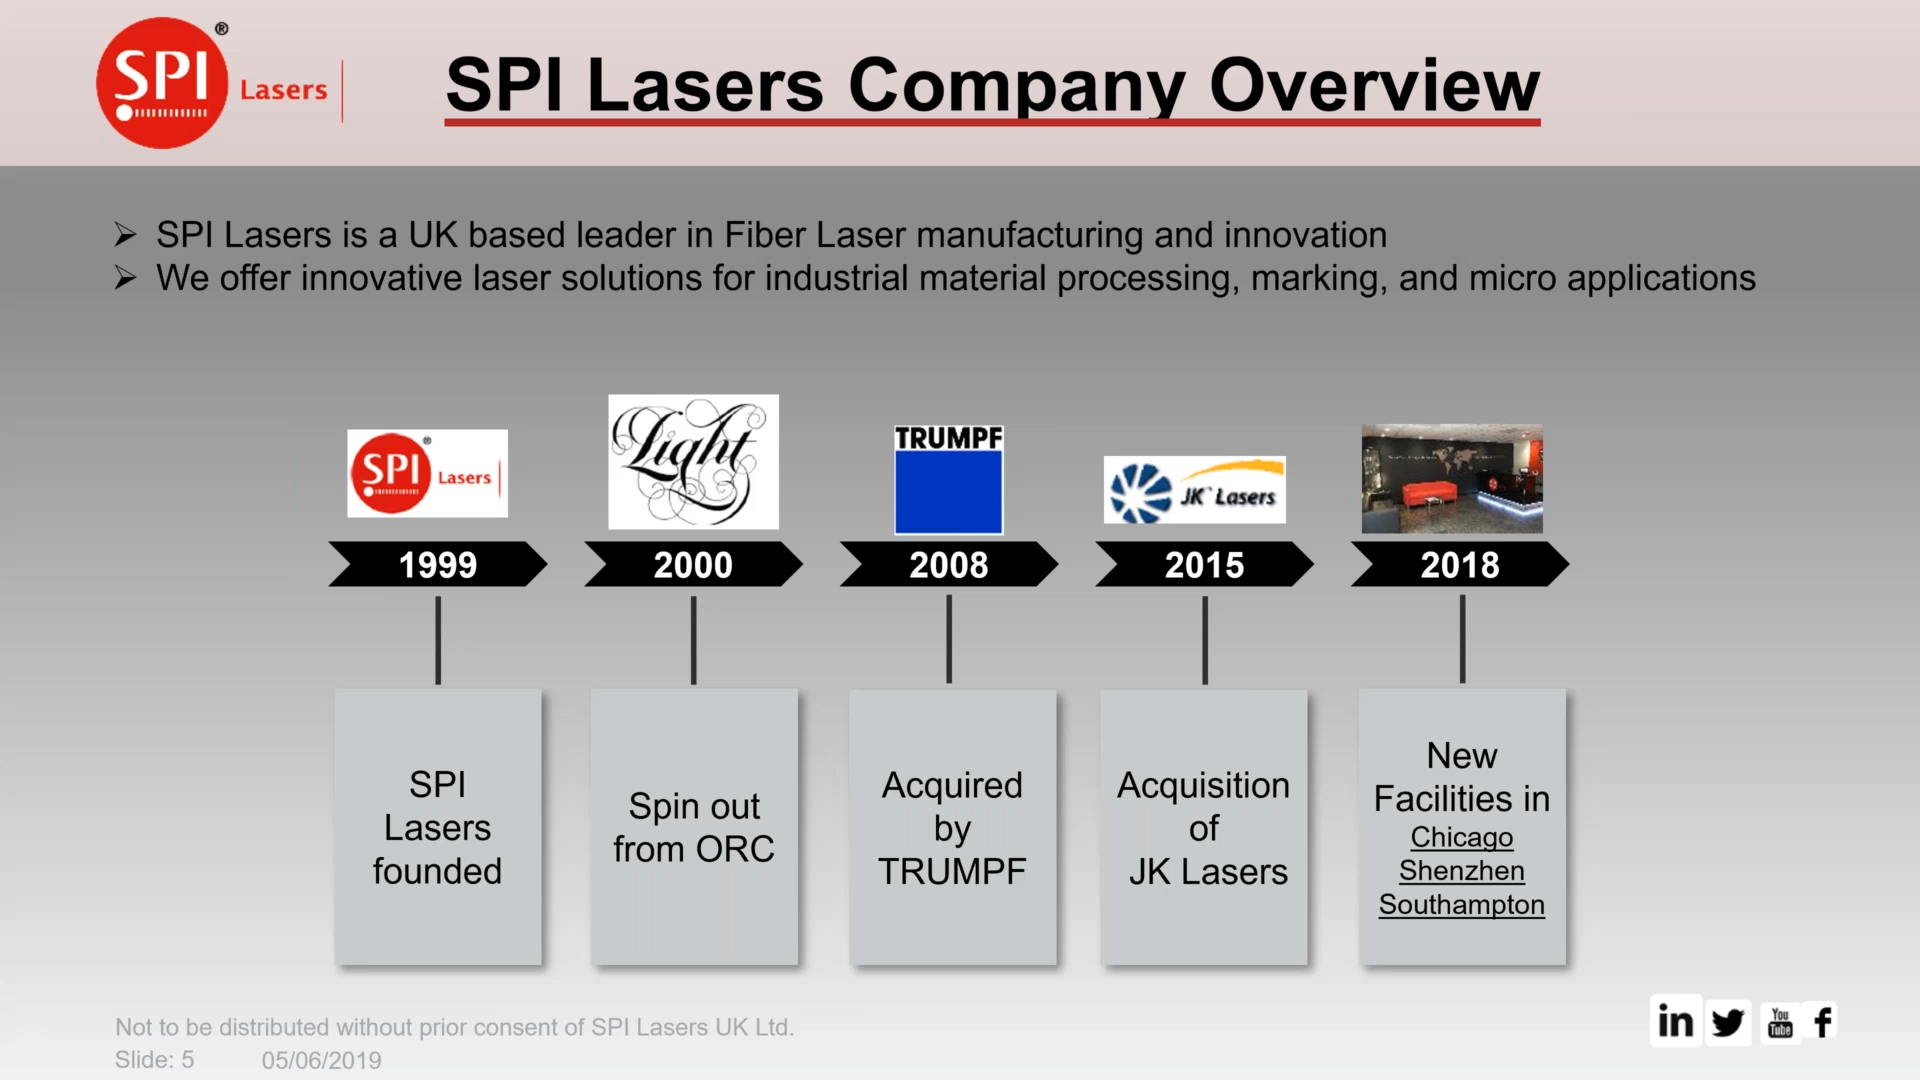 SPI ®
Lasers
SPI Lasers Company Overview
➢ SPI Lasers is a UK based leader in Fiber Laser manufacturing and innovation
➢ We offer innovative laser solutions for industrial material processing, marking, and micro applications
SPI ®
Lasers
Light
TRUMPF
JK™ Lasers
1999
2000
2008
2015
2018
SPI
Lasers
founded
Spin out
from ORC
Acquired
by
TRUMPF
Acquisition
of
JK Lasers
New
Facilities in
Chicago
Shenzhen
Southampton
Not to be distributed without prior consent of SPI Lasers UK Ltd.
Slide: 5 05/06/2019
in
You
Tube
f